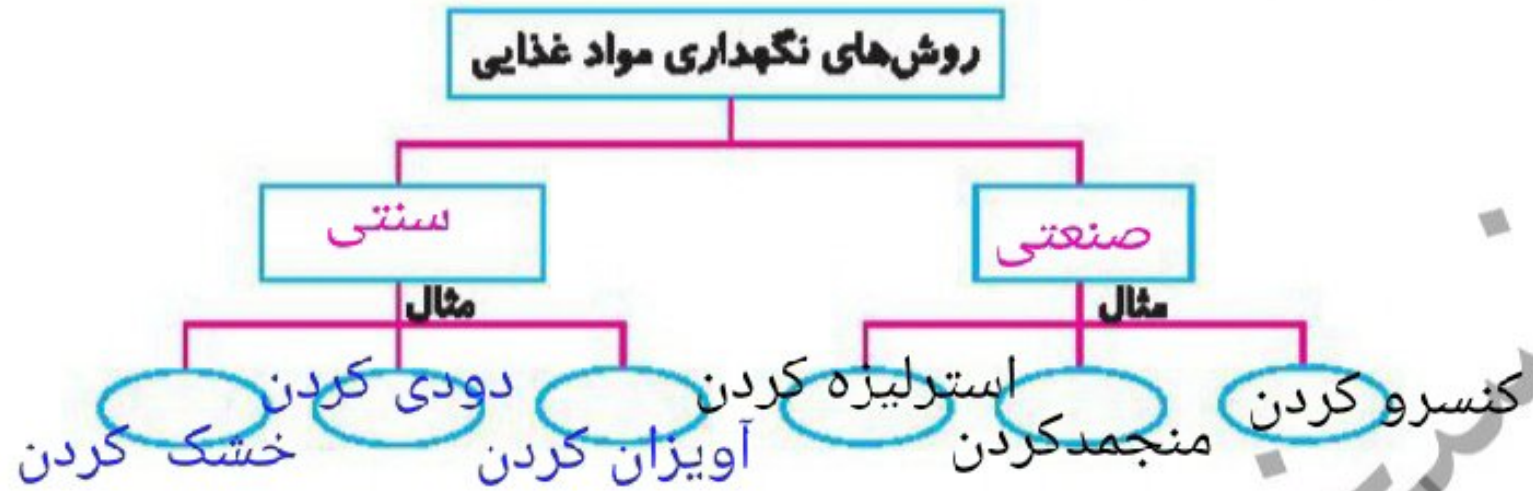 روش‌های نگهداری مواد غذایی
صنعتی
سنتی
مثال
مثال
کنسرو کردن
منجمدکردن
استرلیزه کردن
آویزان کردن
دودی کردن
خشک کردن